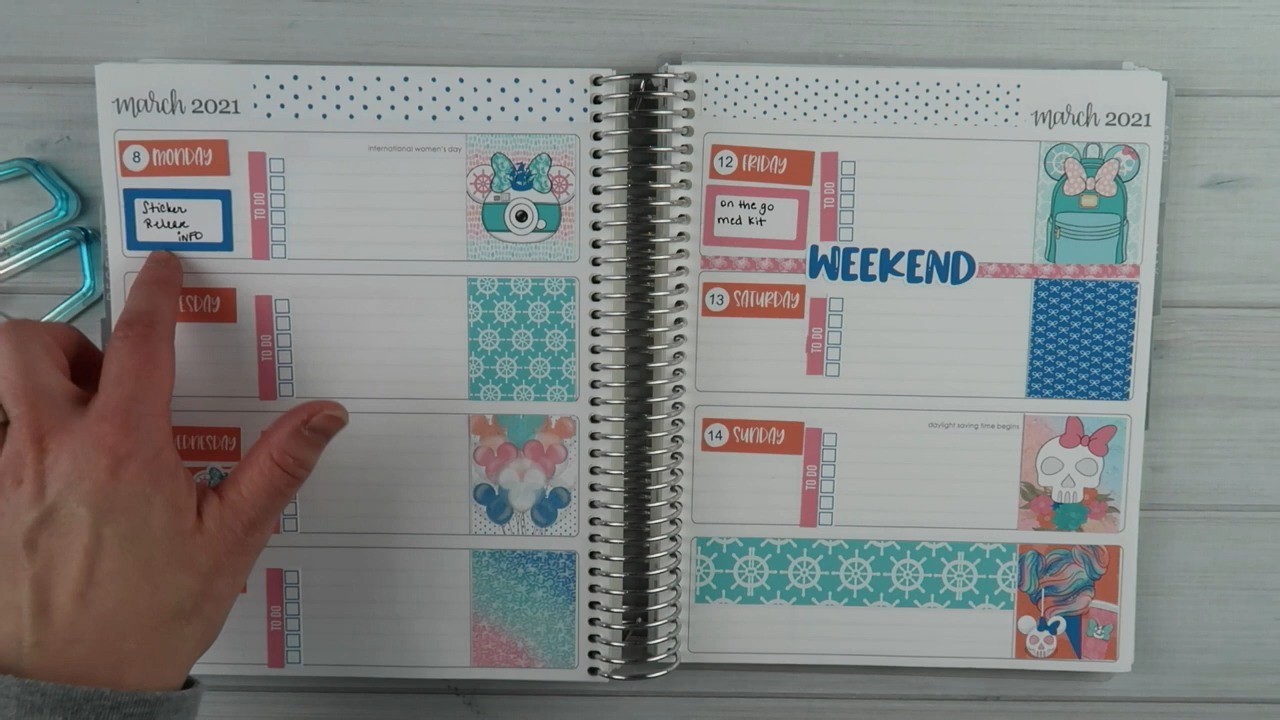 march 2021
8 MONDAY
international women's day
TO DO
Sticker
Release
iNFO
ESDAY
TO DO
EDNESDAY
TO DO
march 2021
12 FRIDAY
TO DO
on the go
med kit
WEEKEND
13 SATURDAY
TO DO
14 SUNDAY
daylight saving time begins
TO DO